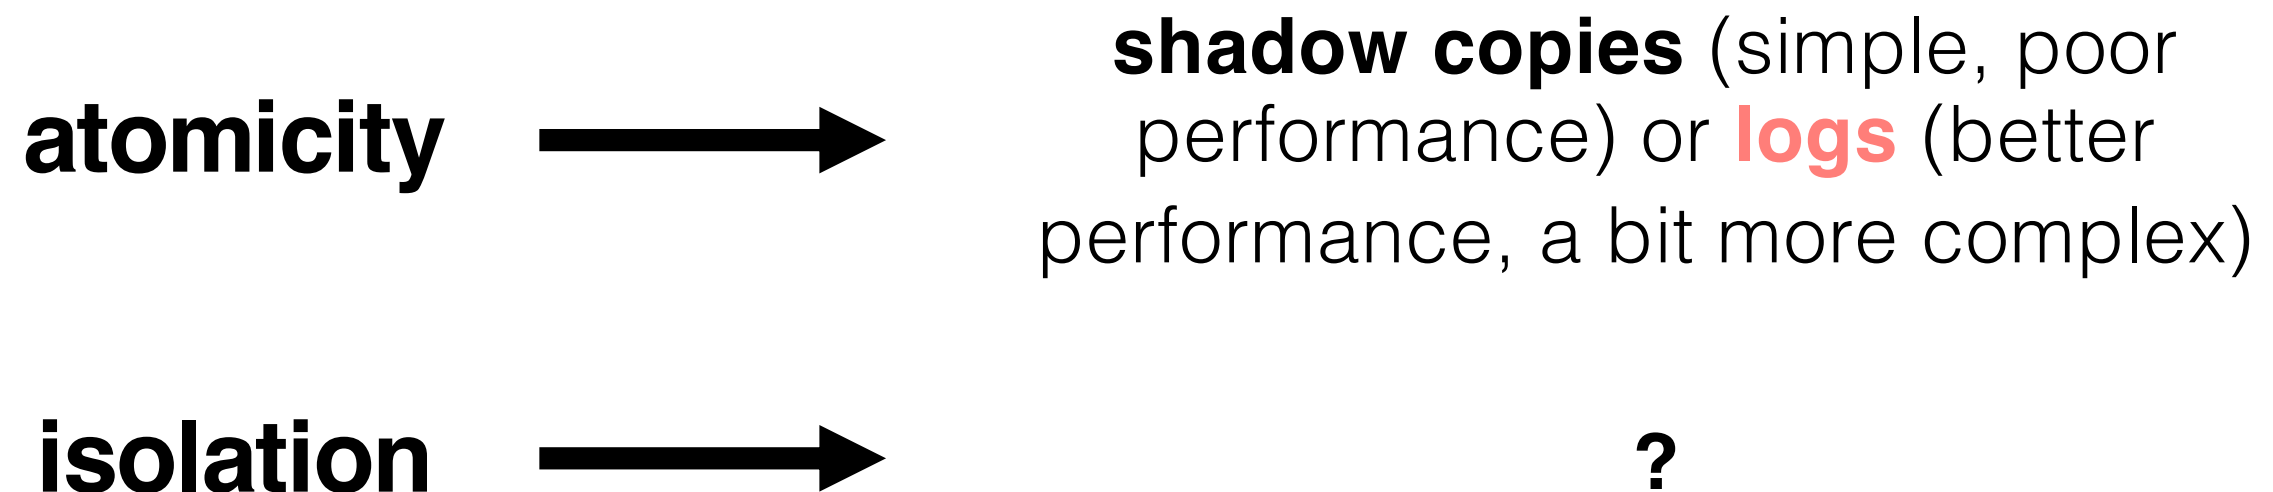 shadow copies (simple, poor
atomicity performance) or logs (better
performance, a bit more complex)
isolation ?